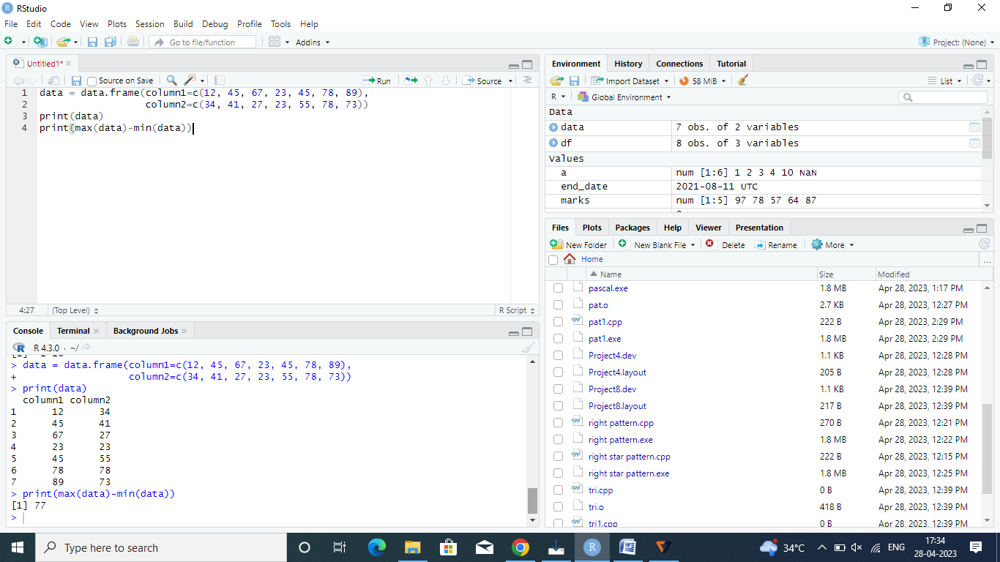 RStudio
File Edit Code View Plots Session Build Debug Profile Tools Help
Go to file/function Addins Project: (None)
Untitled1*
Source on Save Run Source
1 data = data.frame(column1=c(12, 45, 67, 23, 45, 78, 89),
2 column2=c(34, 41, 27, 23, 55, 78, 73))
3 print(data)
4 print(max(data)-min(data))
4:27 (Top Level) R Script
Console Terminal Background Jobs
R 4.3.0 · ~/
> data = data.frame(column1=c(12, 45, 67, 23, 45, 78, 89),
+ column2=c(34, 41, 27, 23, 55, 78, 73))
> print(data)
column1 column2
1 12 34
2 45 41
3 67 27
4 23 23
5 45 55
6 78 78
7 89 73
> print(max(data)-min(data))
[1] 77
>
Environment History Connections Tutorial
Import Dataset 58 MiB List
R Global Environment
Data
data 7 obs. of 2 variables
df 8 obs. of 3 variables
Values
a num [1:6] 1 2 3 4 10 NaN
end_date 2021-08-11 UTC
marks num [1:5] 97 78 57 64 87
Files Plots Packages Help Viewer Presentation
New Folder New Blank File Delete Rename More
Home ...
Name Size Modified
pascal.exe 1.8 MB Apr 28, 2023, 1:17 PM
pat.o 2.7 KB Apr 28, 2023, 12:27 PM
pat1.cpp 222 B Apr 28, 2023, 2:29 PM
pat1.exe 1.8 MB Apr 28, 2023, 2:29 PM
Project4.dev 1.1 KB Apr 28, 2023, 12:28 PM
Project4.layout 205 B Apr 28, 2023, 12:28 PM
Project8.dev 1.1 KB Apr 28, 2023, 12:39 PM
Project8.layout 217 B Apr 28, 2023, 12:39 PM
right pattern.cpp 270 B Apr 28, 2023, 12:21 PM
right pattern.exe 1.8 MB Apr 28, 2023, 12:22 PM
right star pattern.cpp 222 B Apr 28, 2023, 12:15 PM
right star pattern.exe 1.8 MB Apr 28, 2023, 12:25 PM
tri.cpp 0 B Apr 28, 2023, 12:39 PM
tri.o 418 B Apr 28, 2023, 12:39 PM
tri1.cpp 0 B Apr 28, 2023, 12:39 PM
Type here to search 34°C ENG 17:34
28-04-2023